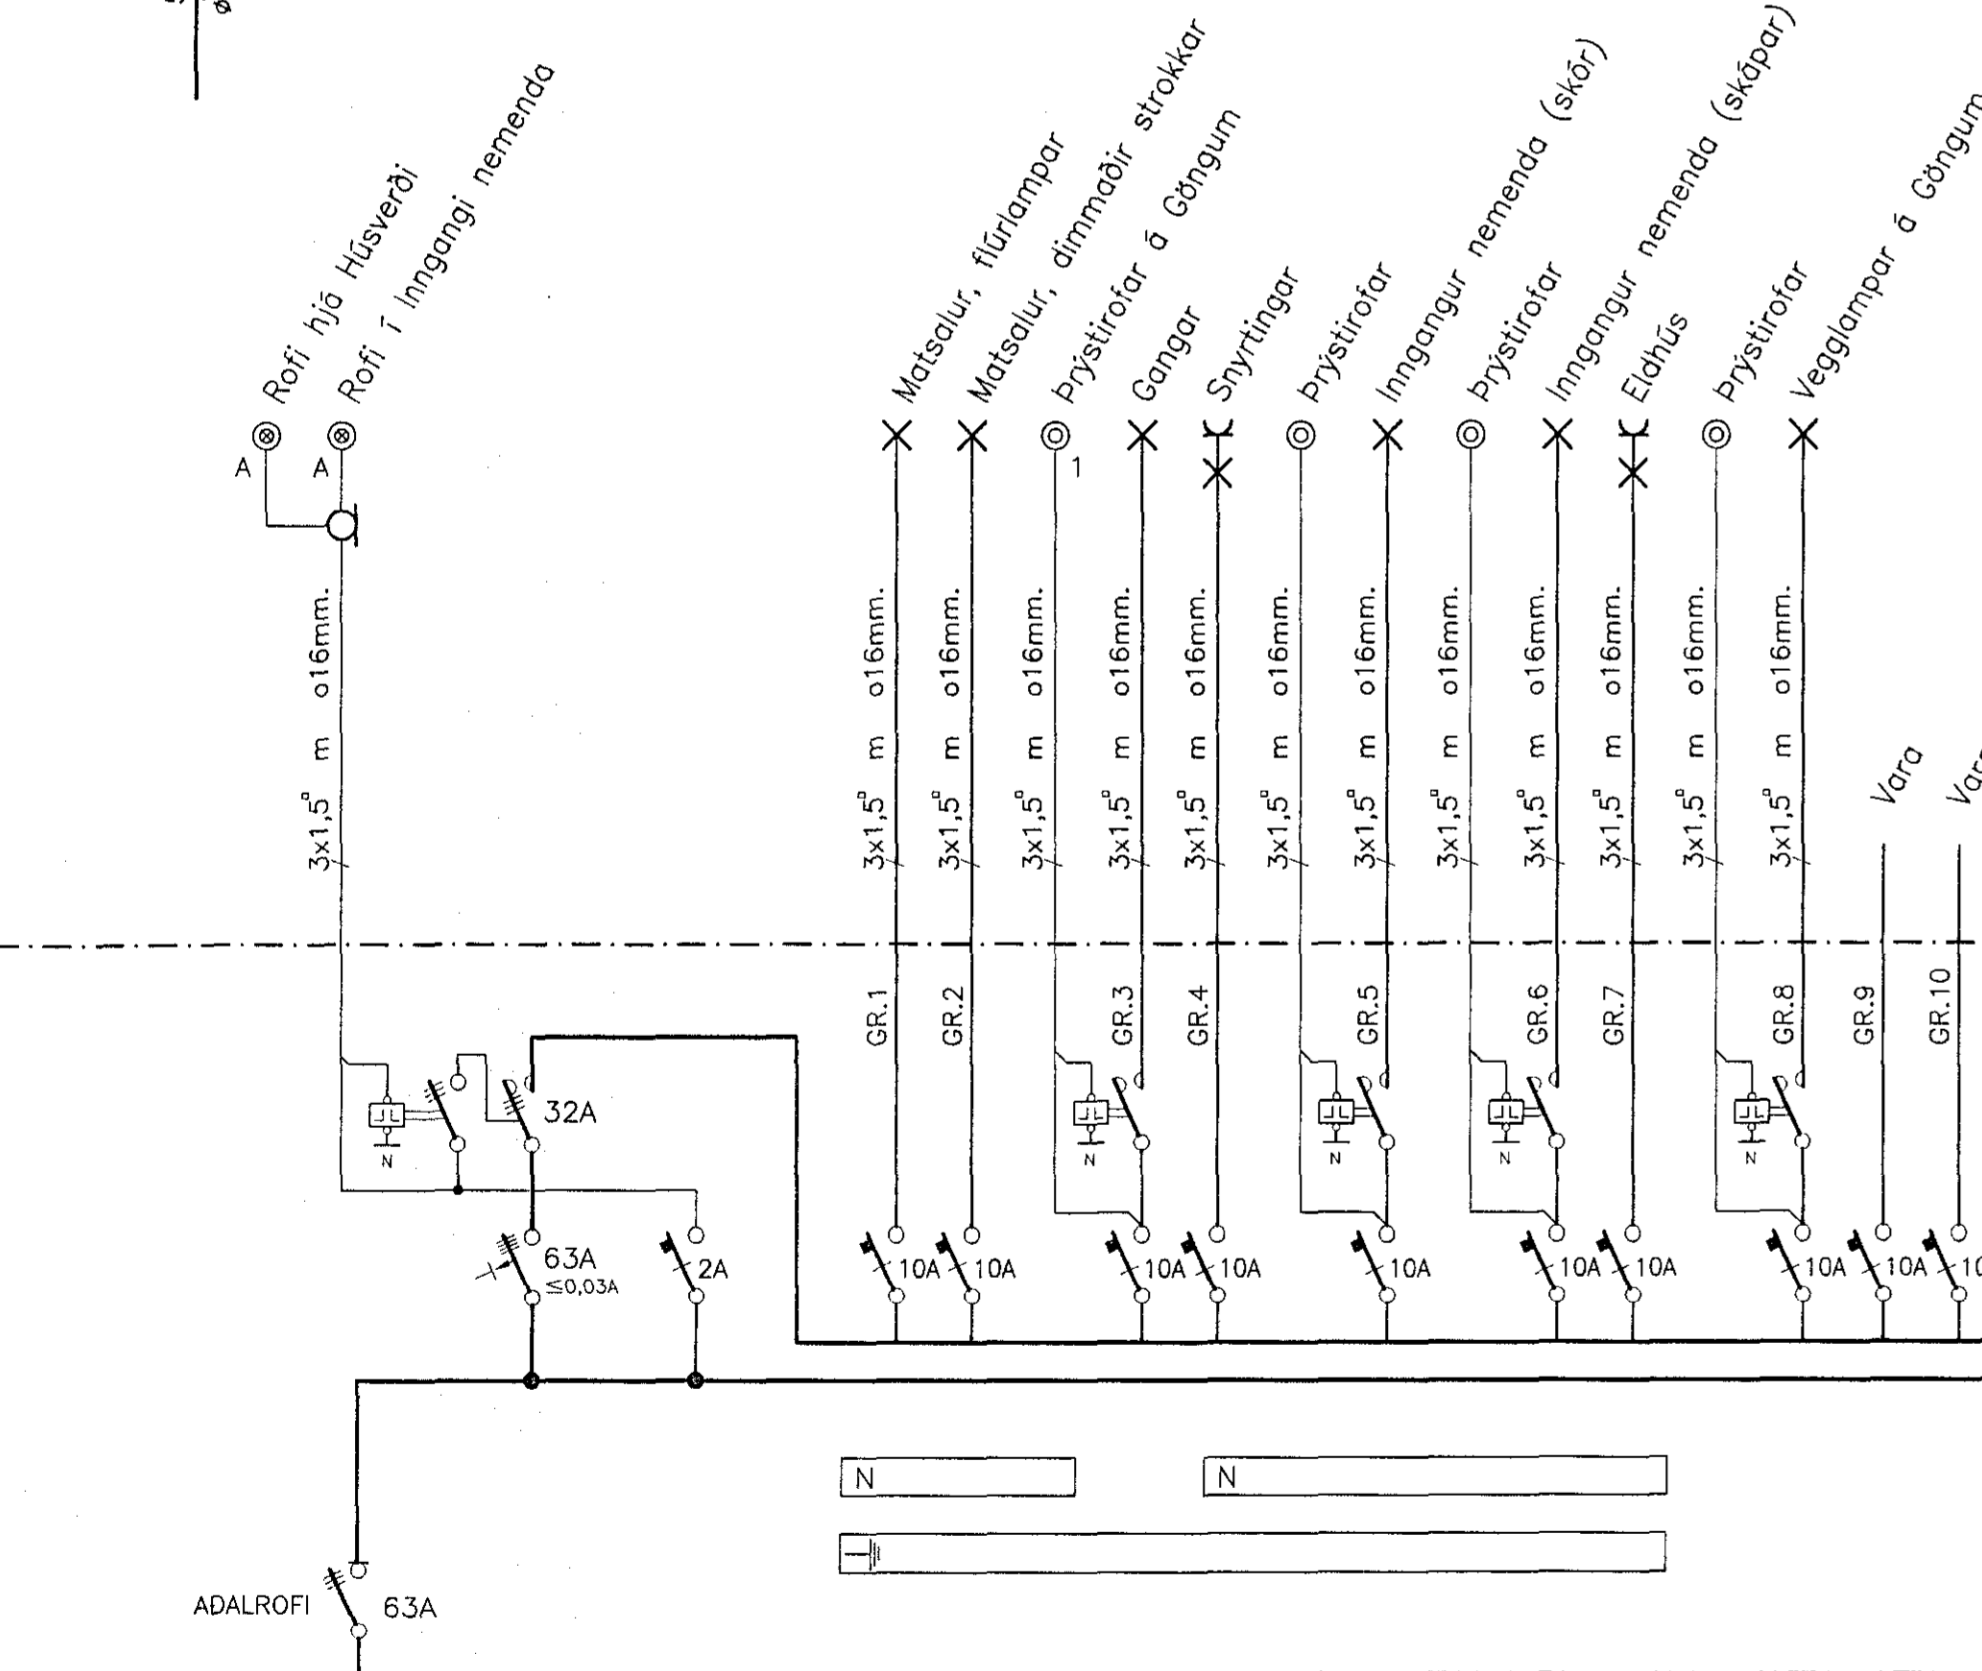 Rofi hjá Húsverði
Rofi í Inngangi nemenda
Matsalur, flúrlampar
Matsalur, dimmaðir strokkar
Þrýstirofar á Göngum
Gangar
Snyrtingar
Þrýstirofar
Inngangur nemenda (skór)
Þrýstirofar
Inngangur nemenda (skápar)
Eldhús
Þrýstirofar
Vegglampar á Göngum
Vara
A
A
1
3x1,5▫ m o16mm.
3x1,5▫ m o16mm.
3x1,5▫ m o16mm.
3x1,5▫ m o16mm.
3x1,5▫ m o16mm.
3x1,5▫ m o16mm.
3x1,5▫ m o16mm.
3x1,5▫ m o16mm.
3x1,5▫ m o16mm.
3x1,5▫ m o16mm.
3x1,5▫ m o16mm.
3x1,5▫ m o16mm.
3x1,5▫ m o16mm.
GR.1
GR.2
GR.3
GR.4
GR.5
GR.6
GR.7
GR.8
GR.9
GR.10
32A
N
N
N
N
N
63A
≤0,03A
2A
10A
10A
10A
10A
10A
10A
10A
10A
10A
N
N
AÐALROFI
63A